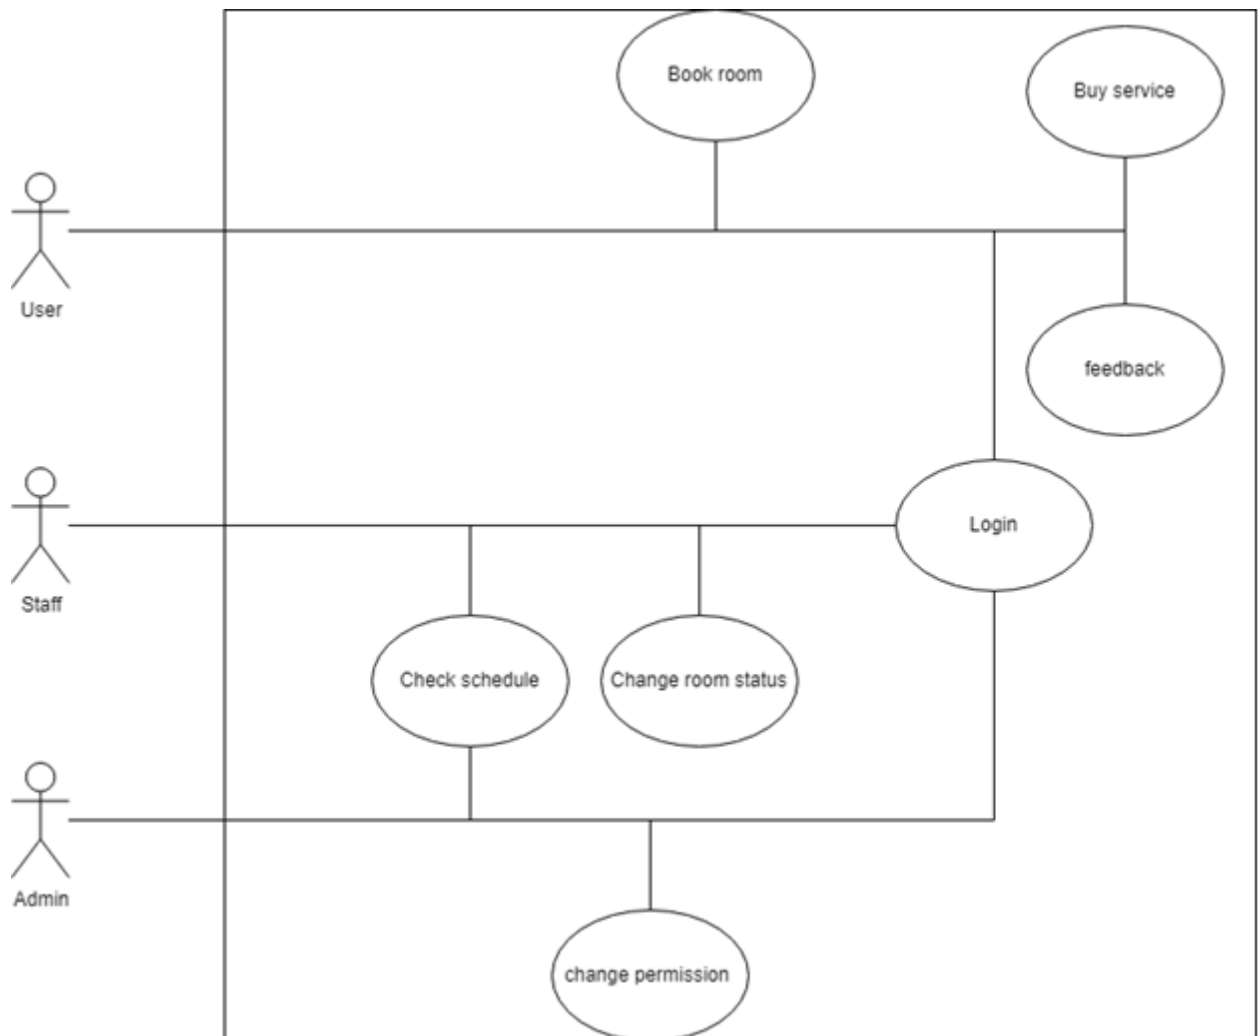 Book room
Buy service
User
feedback
Login
Staff
Check schedule
Change room status
Admin
change permission